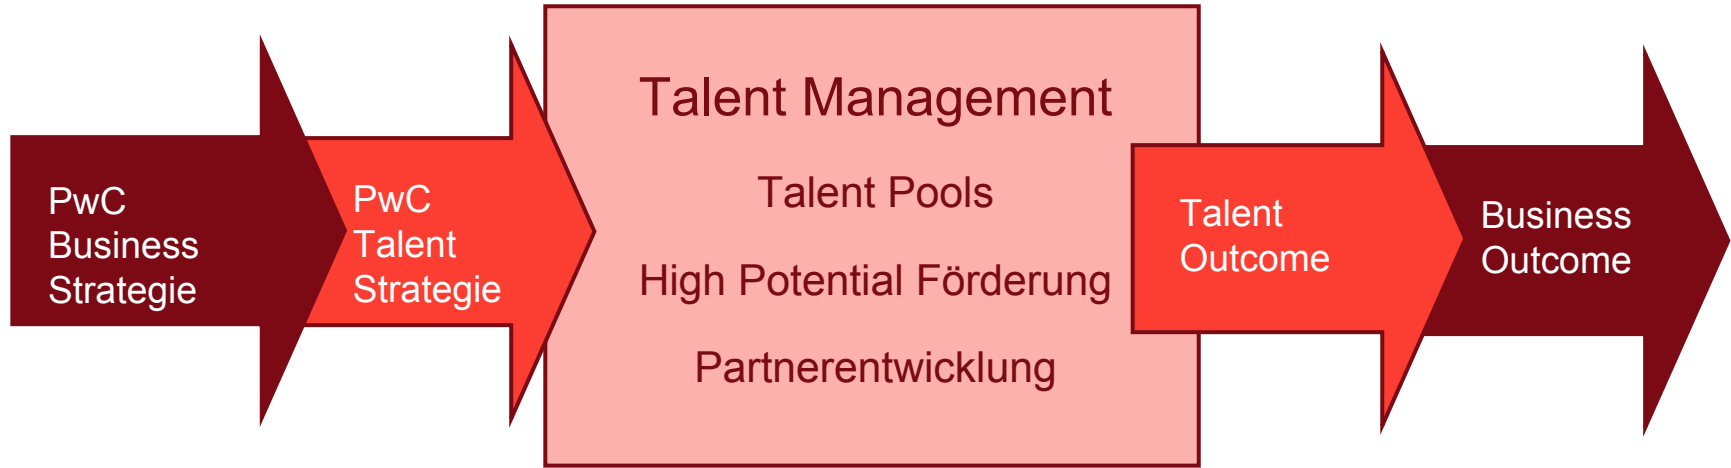 PwC
Business
Strategie
PwC
Talent
Strategie
Talent Management
Talent Pools
High Potential Förderung
Partnerentwicklung
Talent
Outcome
Business
Outcome